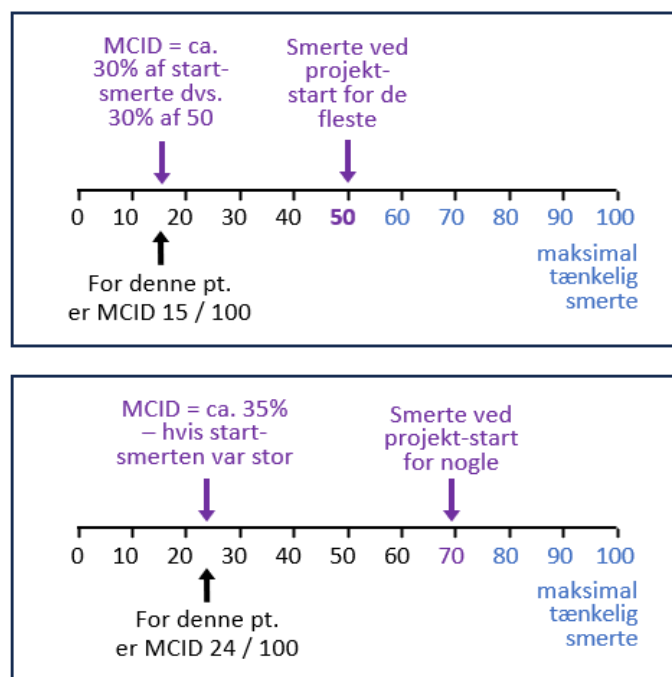 MCID = ca.
30% af start-
smerte dvs.
30% af 50
Smerte ved
projekt-
start for de
fleste
0 10 20 30 40 50 60 70 80 90 100
For denne pt.
er MCID 15 / 100
maksimal
tænkelig
smerte
MCID = ca. 35%
– hvis start-
smerten var stor
Smerte ved
projekt-start
for nogle
0 10 20 30 40 50 60 70 80 90 100
For denne pt.
er MCID 24 / 100
maksimal
tænkelig
smerte